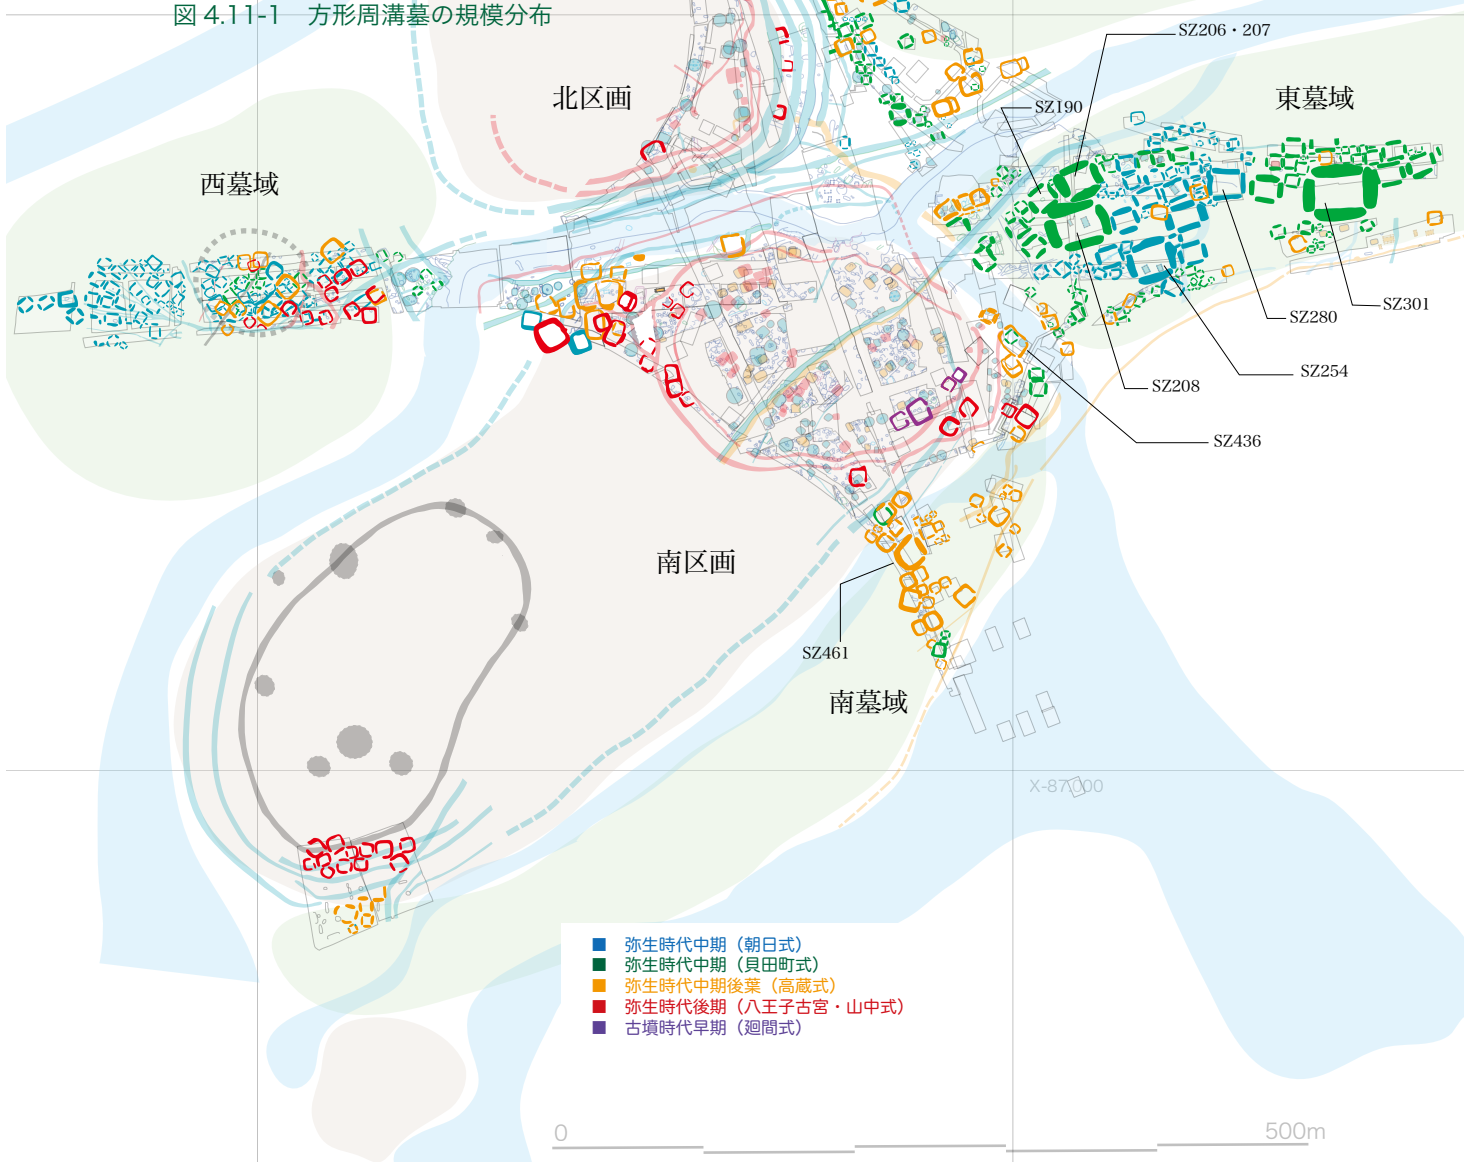 図 4.11-1　方形周溝墓の規模分布
SZ206・207
北区画
SZ190
東墓域
西墓域
SZ301
SZ280
SZ254
SZ208
SZ436
南区画
SZ461
南墓域
X-87,000
弥生時代中期（朝日式）
弥生時代中期（貝田町式）
弥生時代中期後葉（高蔵式）
弥生時代後期（八王子古宮・山中式）
古墳時代早期（廻間式）
0
500m